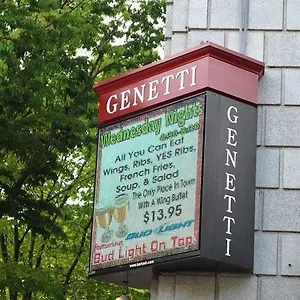 GENETTI
Wednesday Nights
All You Can Eat
Wings, Ribs, YES Ribs,
French Fries,
Soup, & Salad
The Only Place In Town
With A Wing Buffet
$13.95
BUD LIGHT
Featuring
Bud Light On Tap!
GENETTI